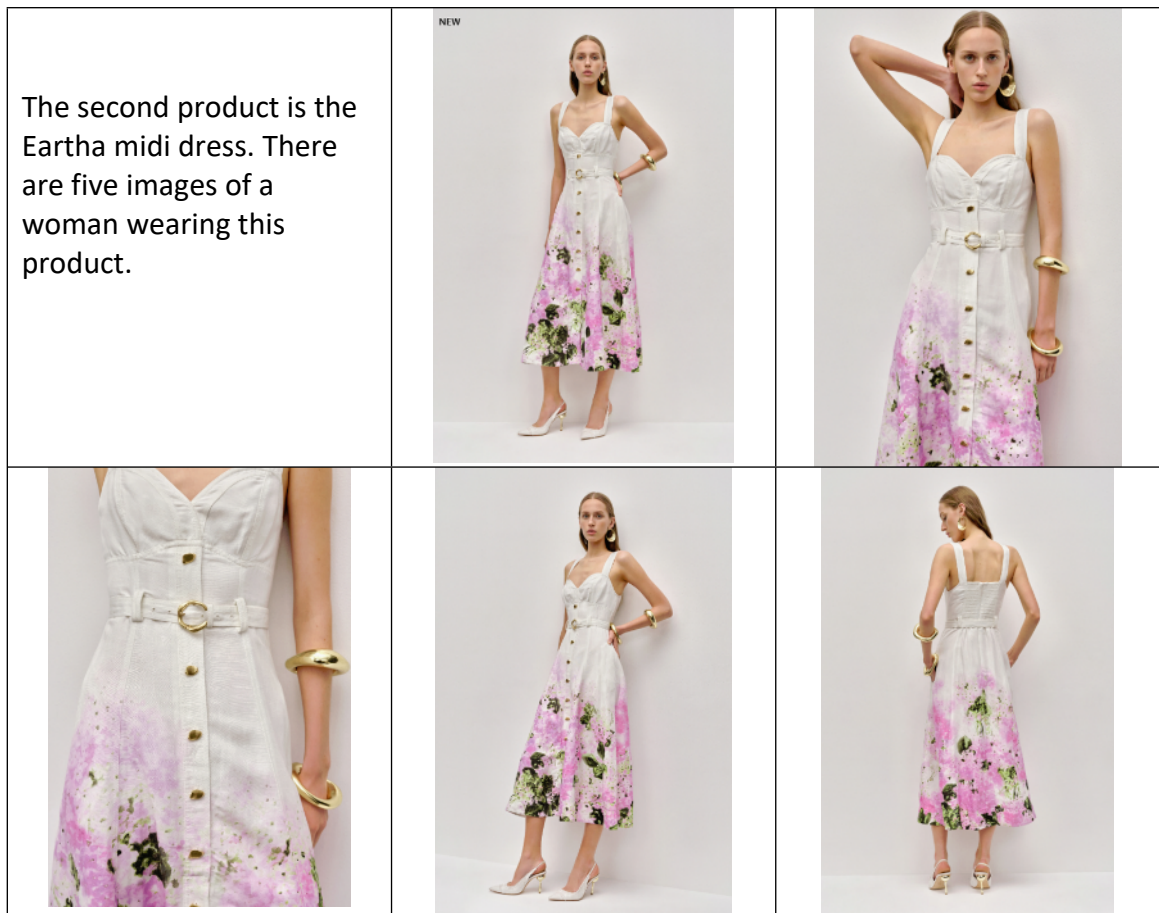 The second product is the
Eartha midi dress. There
are five images of a
woman wearing this
product.
NEW